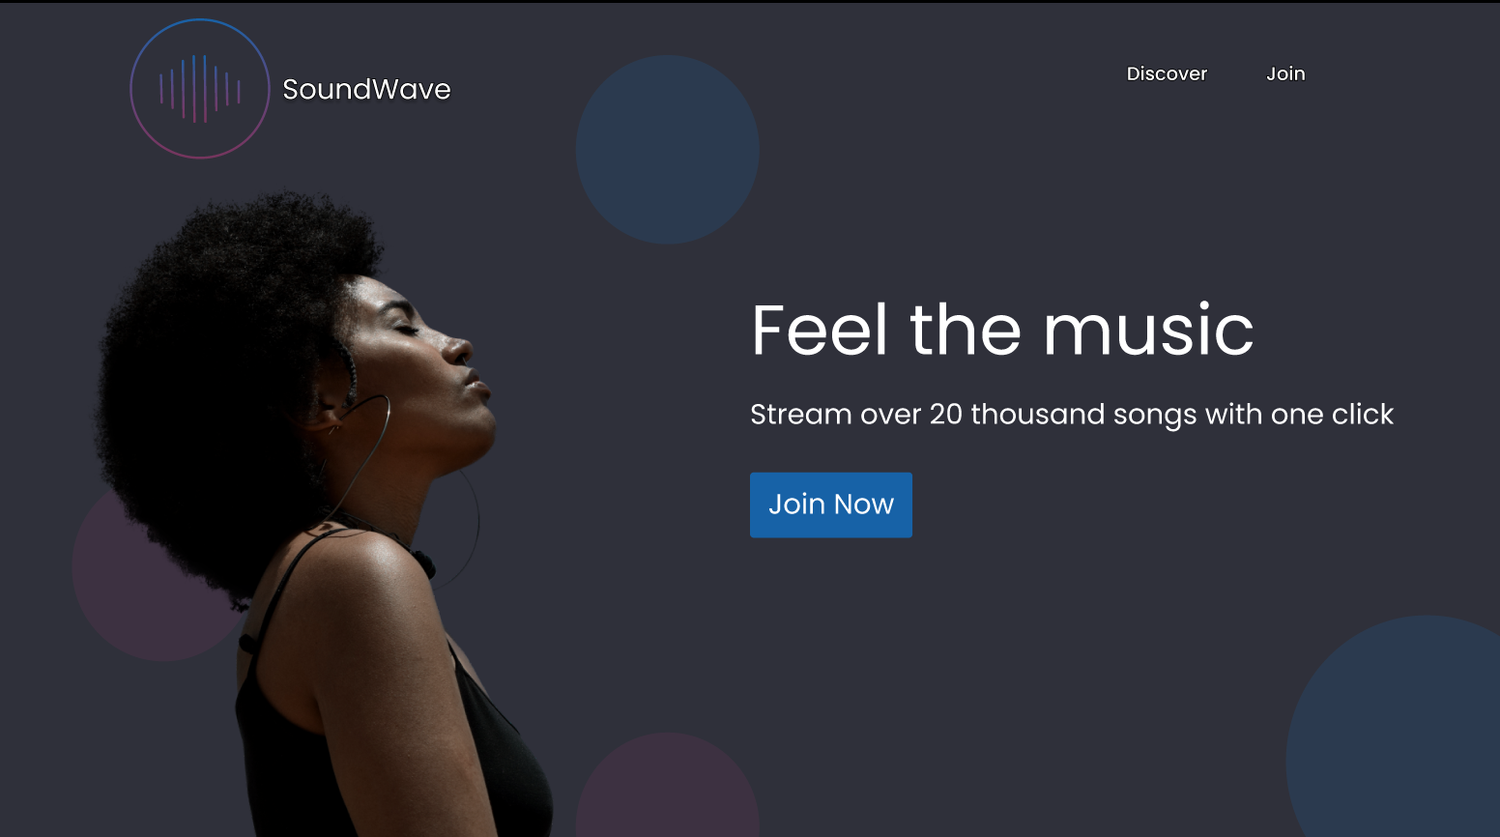 SoundWave
Discover
Join
Feel the music
Stream over 20 thousand songs with one click
Join Now